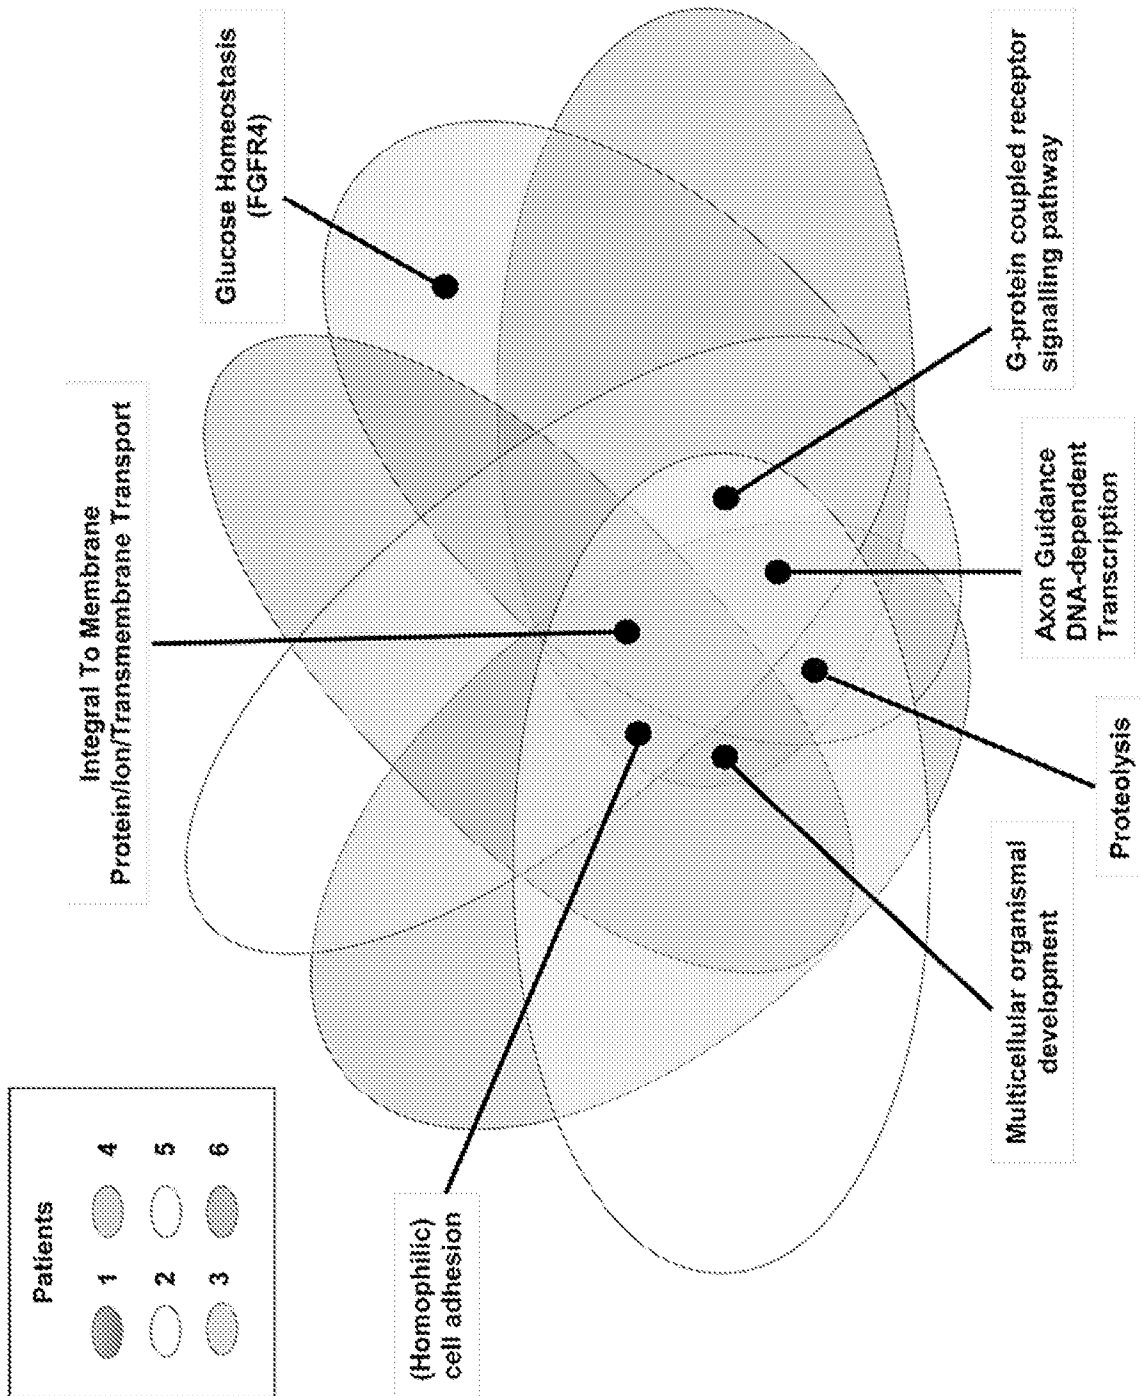 Patients
1
4
2
5
3
6
Integral To Membrane
Protein/Ion/Transmembrane Transport
Glucose Homeostasis
(FGFR4)
(Homophilic)
cell adhesion
Multicellular organismal
development
Proteolysis
Axon Guidance
DNA-dependent
Transcription
G-protein coupled receptor
signalling pathway